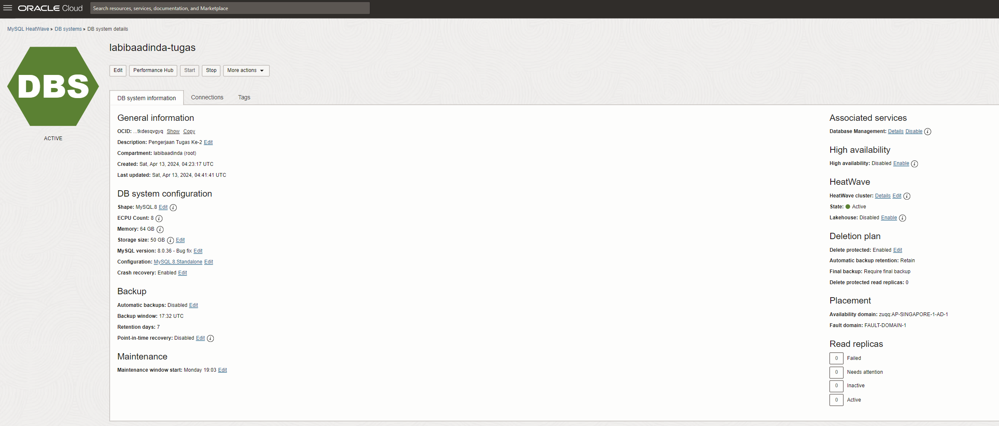 ORACLE Cloud
Search resources, services, documentation, and Marketplace
MySQL HeatWave » DB systems » DB system details
DBS
ACTIVE
labibaadinda-tugas
Edit Performance Hub Start Stop More actions
DB system information Connections Tags
General information
OCID: ...tkdesqvgyq Show Copy
Description: Pengerjaan Tugas Ke-2 Edit
Compartment: labibaadinda (root)
Created: Sat, Apr 13, 2024, 04:23:17 UTC
Last updated: Sat, Apr 13, 2024, 04:41:41 UTC
DB system configuration
Shape: MySQL.8 Edit i
ECPU Count: 8 i
Memory: 64 GB i
Storage size: 50 GB i Edit
MySQL version: 8.0.36 - Bug fix Edit
Configuration: MySQL.8.Standalone Edit
Crash recovery: Enabled Edit
Backup
Automatic backups: Disabled Edit
Backup window: 17:32 UTC
Retention days: 7
Point-in-time recovery: Disabled Edit i
Maintenance
Maintenance window start: Monday 19:03 Edit
Associated services
Database Management: Details Disable i
High availability
High availability: Disabled Enable i
HeatWave
HeatWave cluster: Details Edit i
State: Active
Lakehouse: Disabled Enable i
Deletion plan
Delete protected: Enabled Edit
Automatic backup retention: Retain
Final backup: Require final backup
Delete protected read replicas: 0
Placement
Availability domain: zuqq:AP-SINGAPORE-1-AD-1
Fault domain: FAULT-DOMAIN-1
Read replicas
0 Failed
0 Needs attention
0 Inactive
0 Active